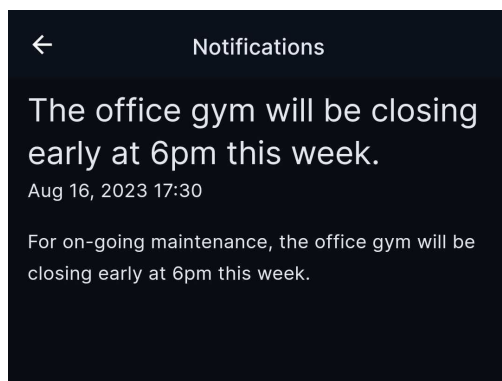 Notifications
The office gym will be closing
early at 6pm this week.
Aug 16, 2023 17:30
For on-going maintenance, the office gym will be
closing early at 6pm this week.